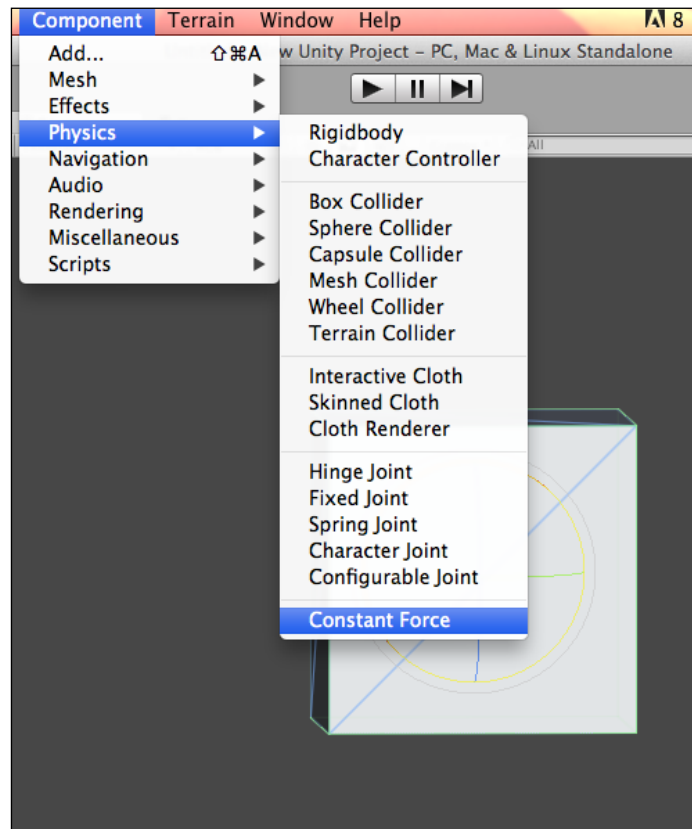 Component Terrain Window Help 8
Add... ⇧⌘A
w Unity Project – PC, Mac & Linux Standalone
Mesh
Effects
Physics
Navigation
Audio
Rendering
Miscellaneous
Scripts
All
Rigidbody
Character Controller
Box Collider
Sphere Collider
Capsule Collider
Mesh Collider
Wheel Collider
Terrain Collider
Interactive Cloth
Skinned Cloth
Cloth Renderer
Hinge Joint
Fixed Joint
Spring Joint
Character Joint
Configurable Joint
Constant Force